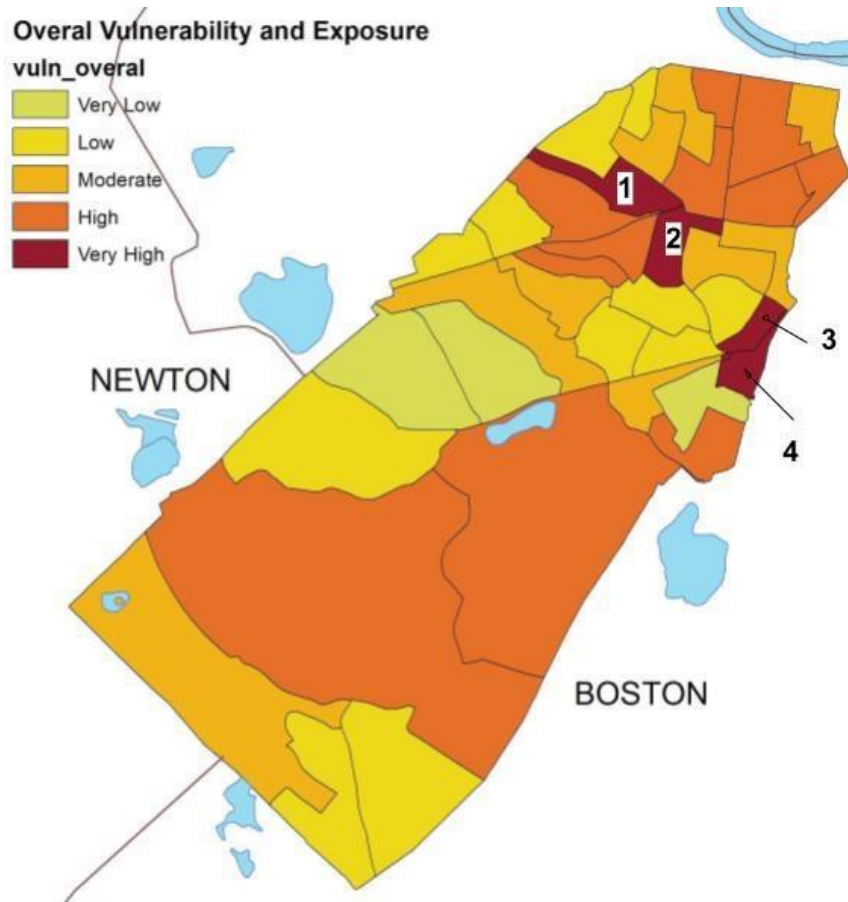 Overal Vulnerability and Exposure
vuln_overal
Very Low
Low
Moderate
High
Very High
1
2
3
NEWTON
4
BOSTON